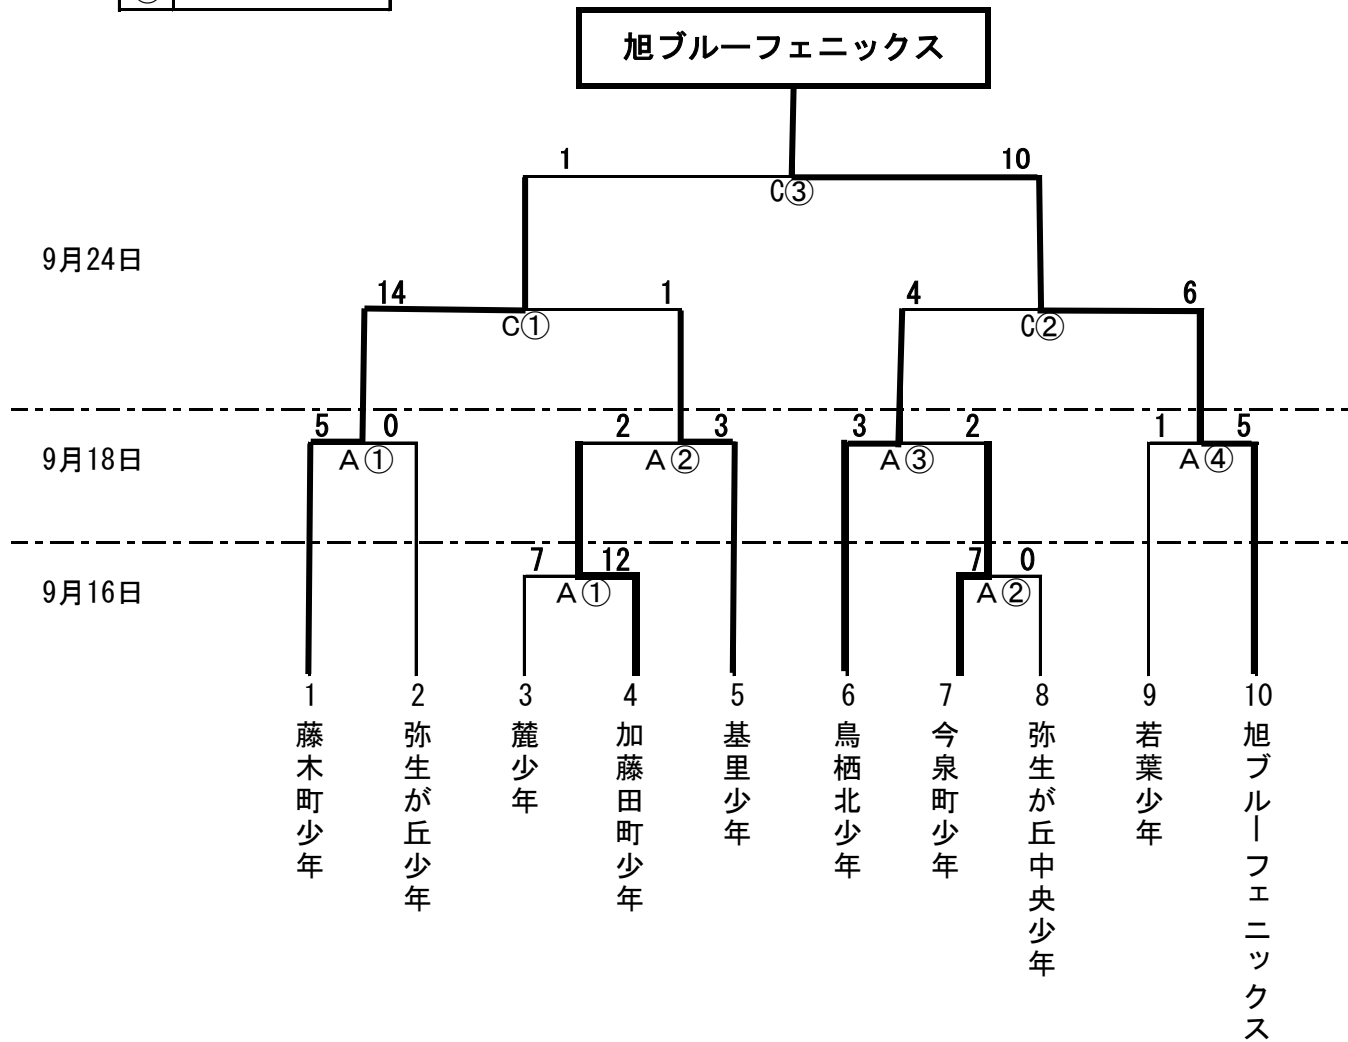 旭ブルーフェニックス
1 10
C③
9月24日
14 1 4 6
C① C②
5 0 2 3 3 2 1 5
9月18日 A① A② A③ A④
7 12 7 0
9月16日 A① A②
1 2 3 4 5 6 7 8 9 10
藤木町少年
弥生が丘少年
麓少年
加藤田町少年
基里少年
鳥栖北少年
今泉町少年
弥生が丘中央少年
若葉少年
旭ブルーフェニックス